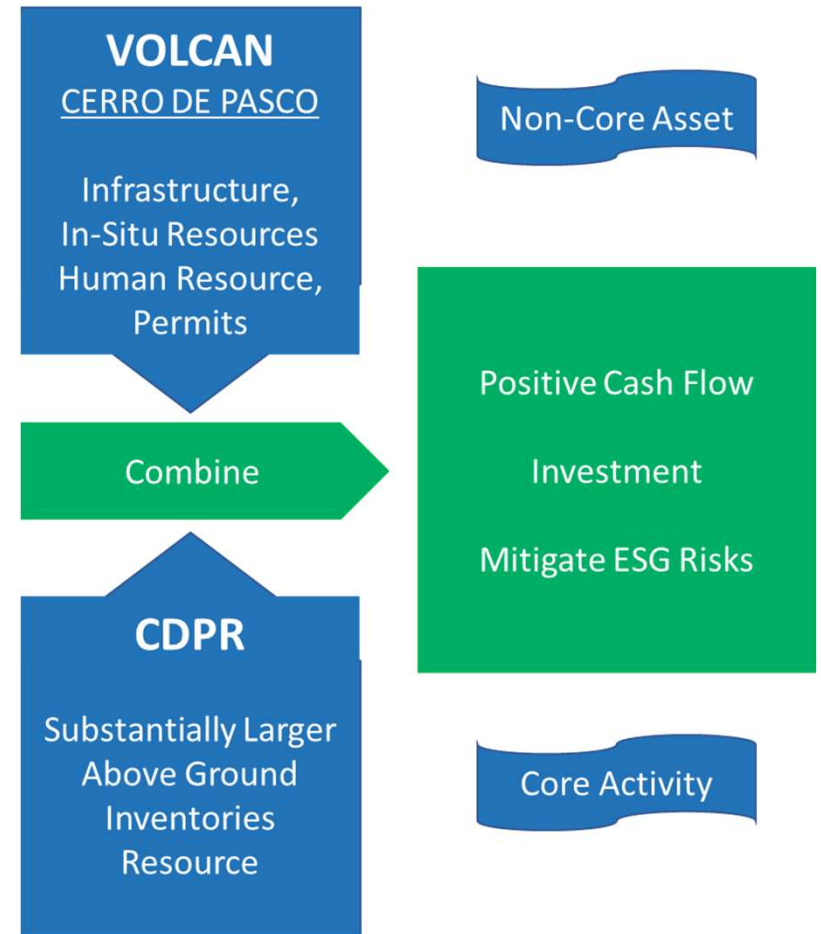 VOLCAN
CERRO DE PASCO
Infrastructure,
In-Situ Resources
Human Resource,
Permits
Non-Core Asset
Combine
Positive Cash Flow
Investment
Mitigate ESG Risks
CDPR
Substantially Larger
Above Ground
Inventories
Resource
Core Activity